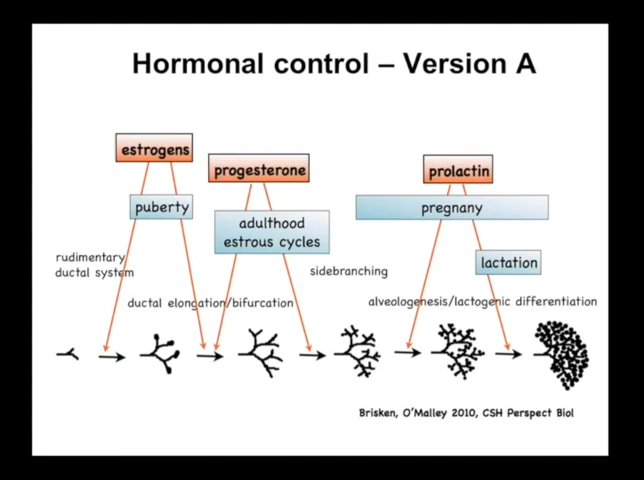 Hormonal control – Version A
estrogens
progesterone
prolactin
puberty
pregnany
adulthood
estrous cycles
rudimentary
ductal system
sidebranching
lactation
ductal elongation/bifurcation
alveologenesis/lactogenic differentiation
Brisken, O'Malley 2010, CSH Perspect Biol